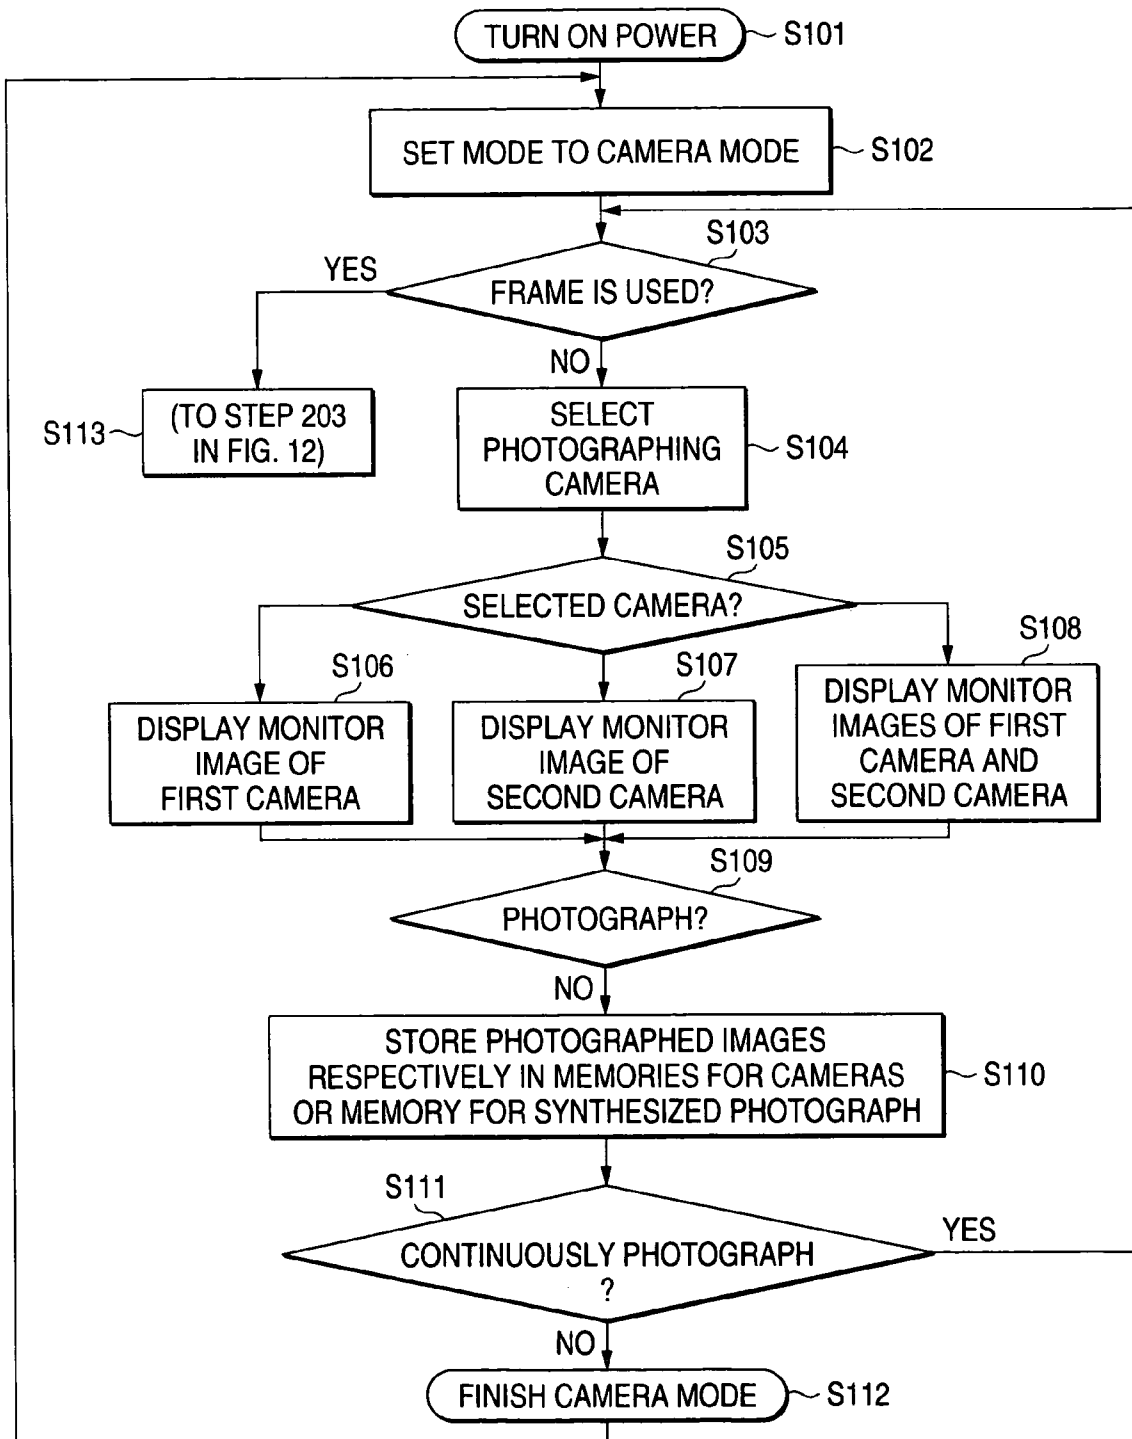 TURN ON POWER
S101
SET MODE TO CAMERA MODE
S102
S103
YES
FRAME IS USED?
NO
S113
(TO STEP 203
IN FIG. 12)
SELECT
PHOTOGRAPHING
CAMERA
S104
S105
SELECTED CAMERA?
S106
DISPLAY MONITOR
IMAGE OF
FIRST CAMERA
S107
DISPLAY MONITOR
IMAGE OF
SECOND CAMERA
S108
DISPLAY MONITOR
IMAGES OF FIRST
CAMERA AND
SECOND CAMERA
S109
PHOTOGRAPH?
NO
STORE PHOTOGRAPHED IMAGES
RESPECTIVELY IN MEMORIES FOR CAMERAS
OR MEMORY FOR SYNTHESIZED PHOTOGRAPH
S110
S111
CONTINUOUSLY PHOTOGRAPH
?
YES
NO
FINISH CAMERA MODE
S112